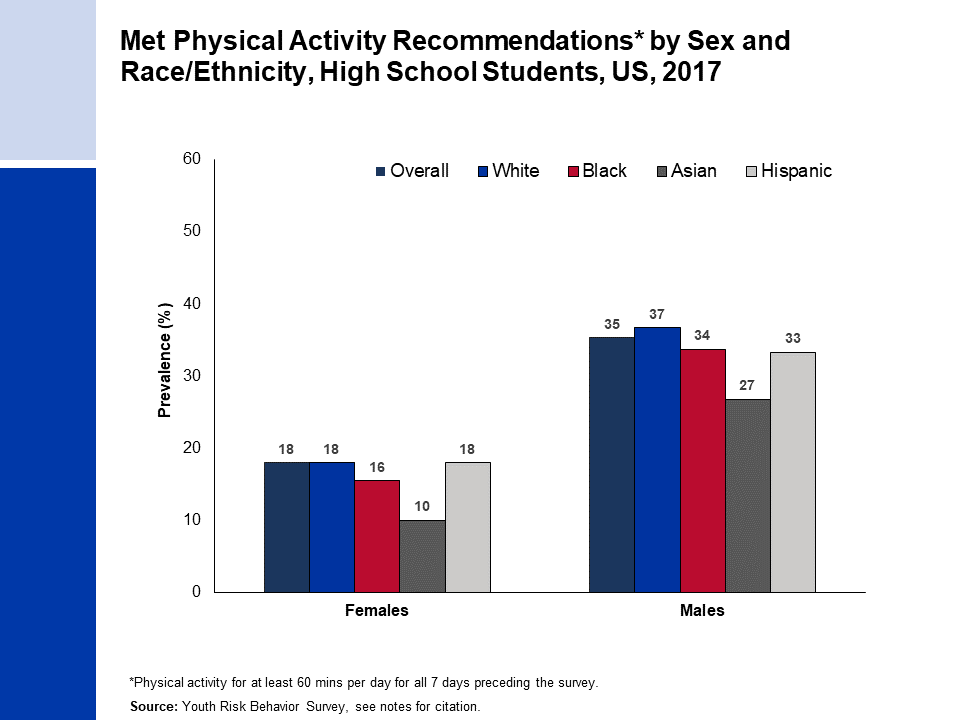 Met Physical Activity Recommendations* by Sex and
Race/Ethnicity, High School Students, US, 2017
Overall White Black Asian Hispanic
Prevalence (%)
60
50
40
30
20
10
0
18 18 16 10 18
35 37 34 27 33
Females Males
*Physical activity for at least 60 mins per day for all 7 days preceding the survey.
Source: Youth Risk Behavior Survey, see notes for citation.